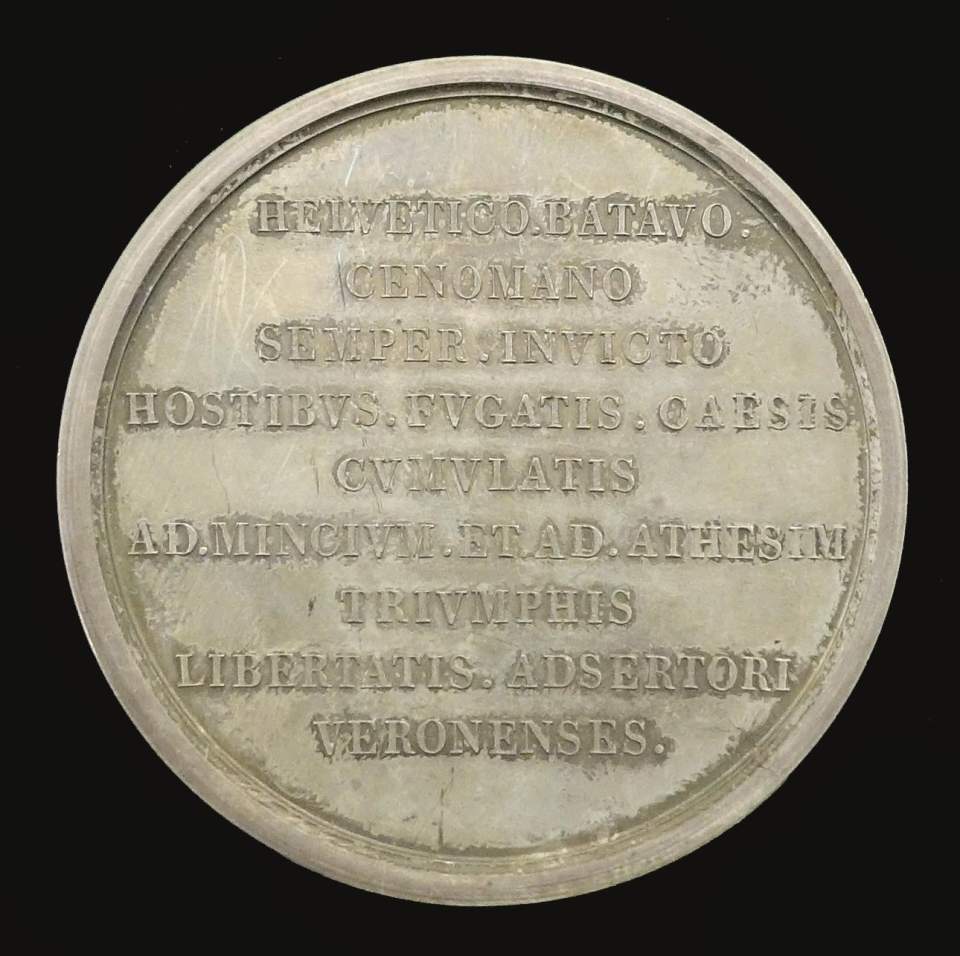 HELVETICO.BATAVO.
CENOMANO
SEMPER.INVICTO
HOSTIBVS.FVGATIS.CAESIS
CVMVLATIS
AD.MINCIVM.ET.AD.ATHESIM
TRIVMPHIS
LIBERTATIS.ADSERTORI
VERONENSES.